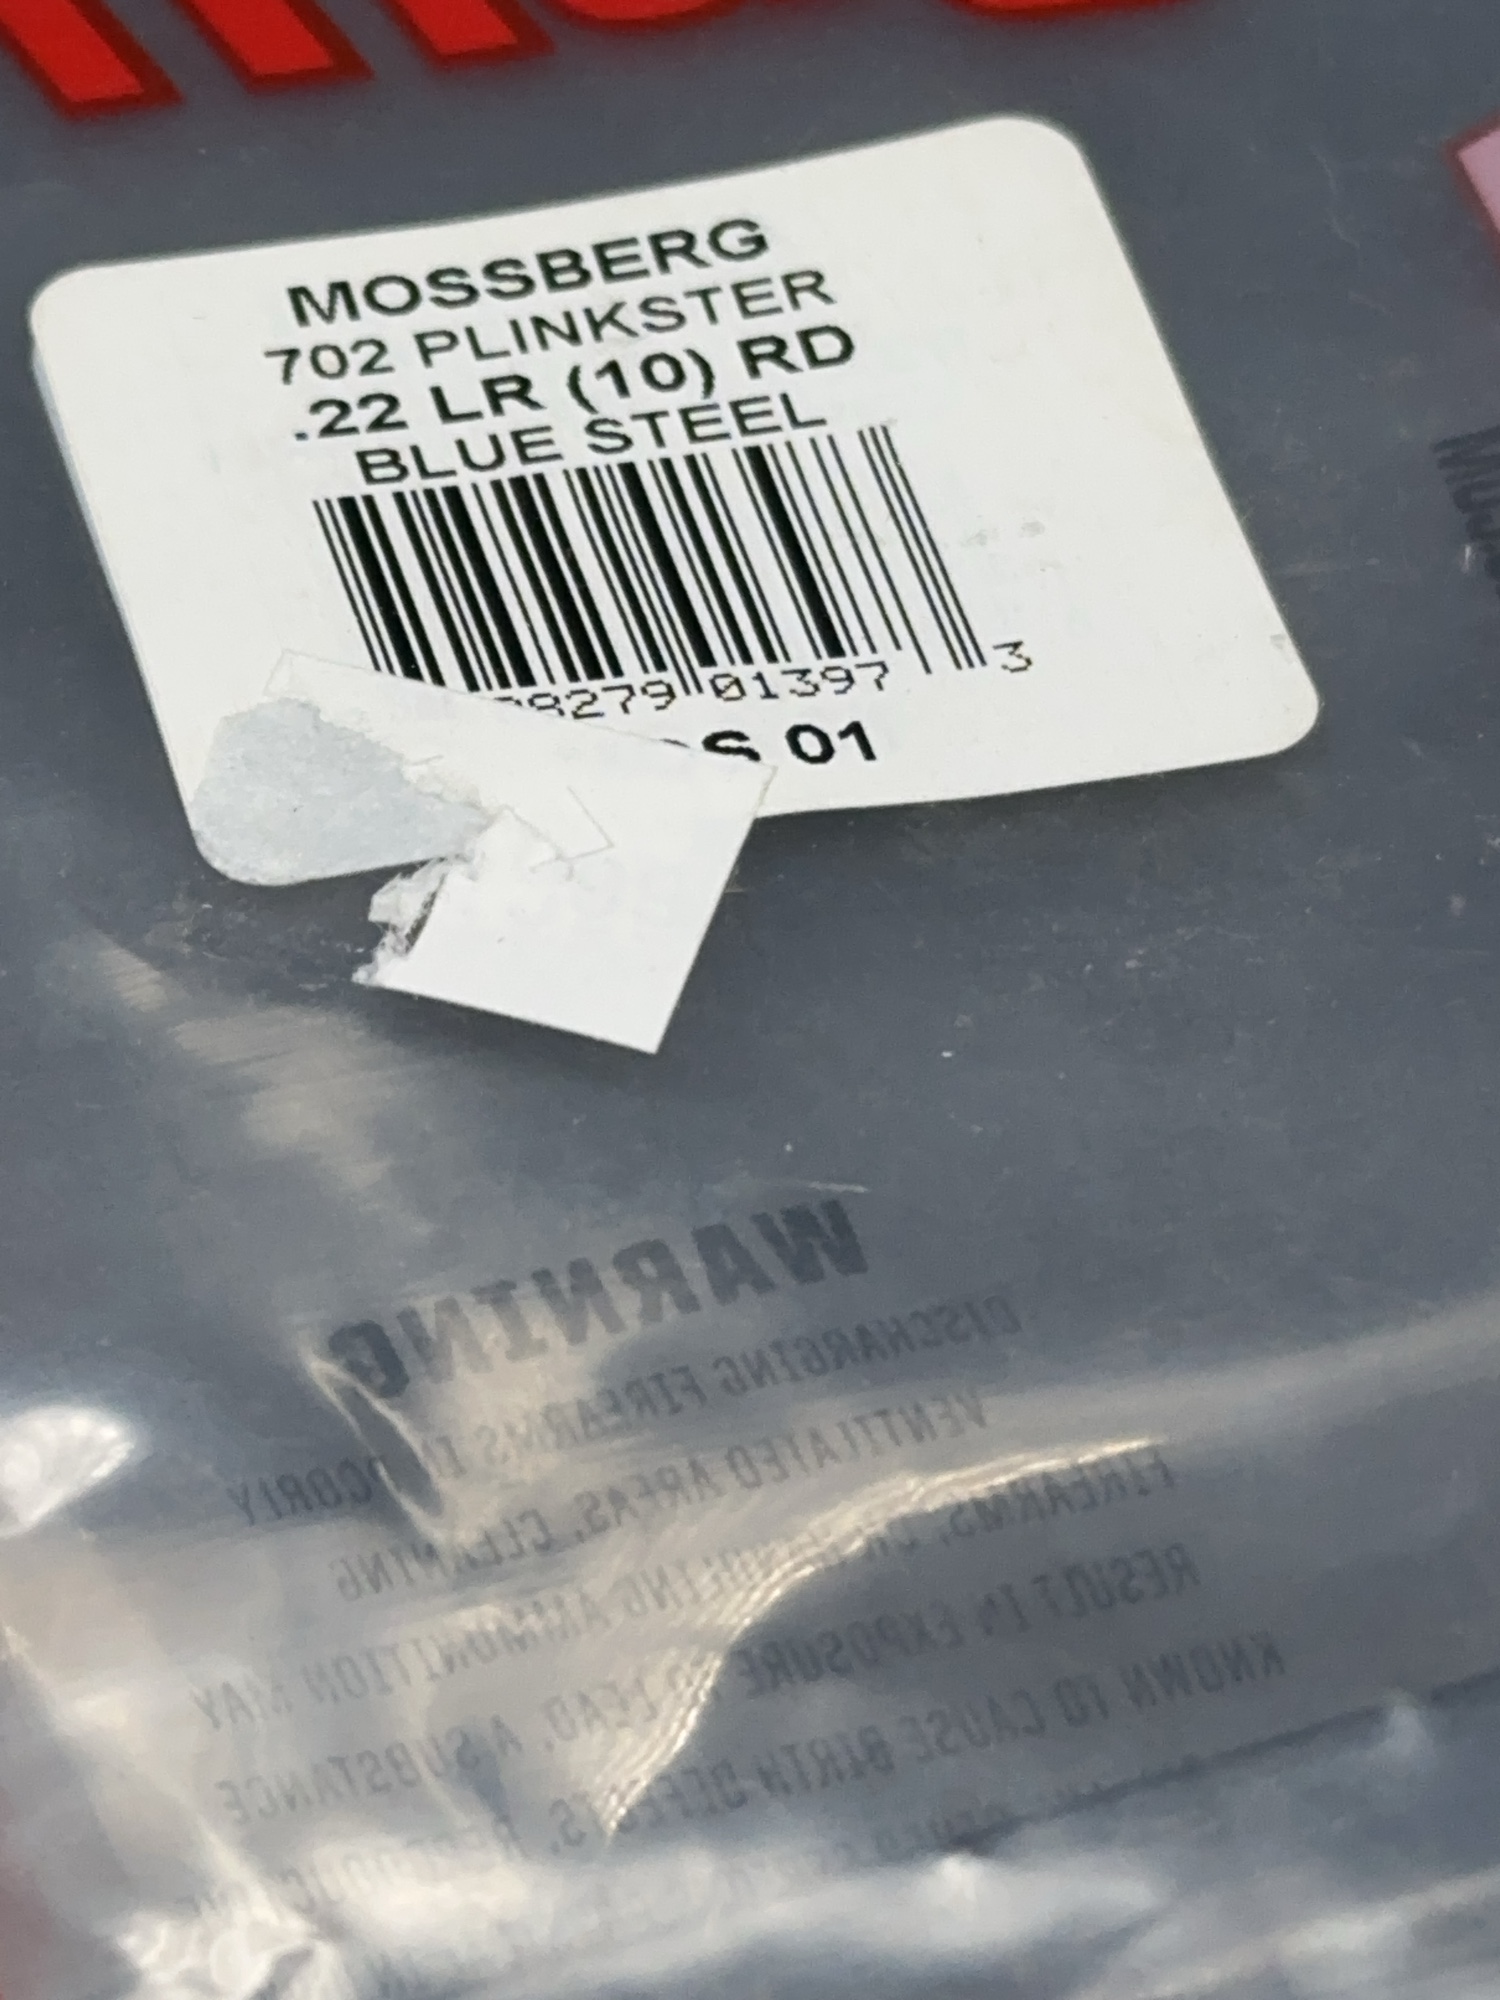 MOSSBERG
702 PLINKSTER
.22 LR (10) RD
BLUE STEEL
8279 01397 3
S 01
WARNING
DISCHARGING FIREARMS IN POORLY
VENTILATED AREAS, CLEANING
FIREARMS, OR HANDLING AMMUNITION MAY
RESULT IN EXPOSURE TO LEAD, A SUBSTANCE
KNOWN TO CAUSE BIRTH DEFECTS,